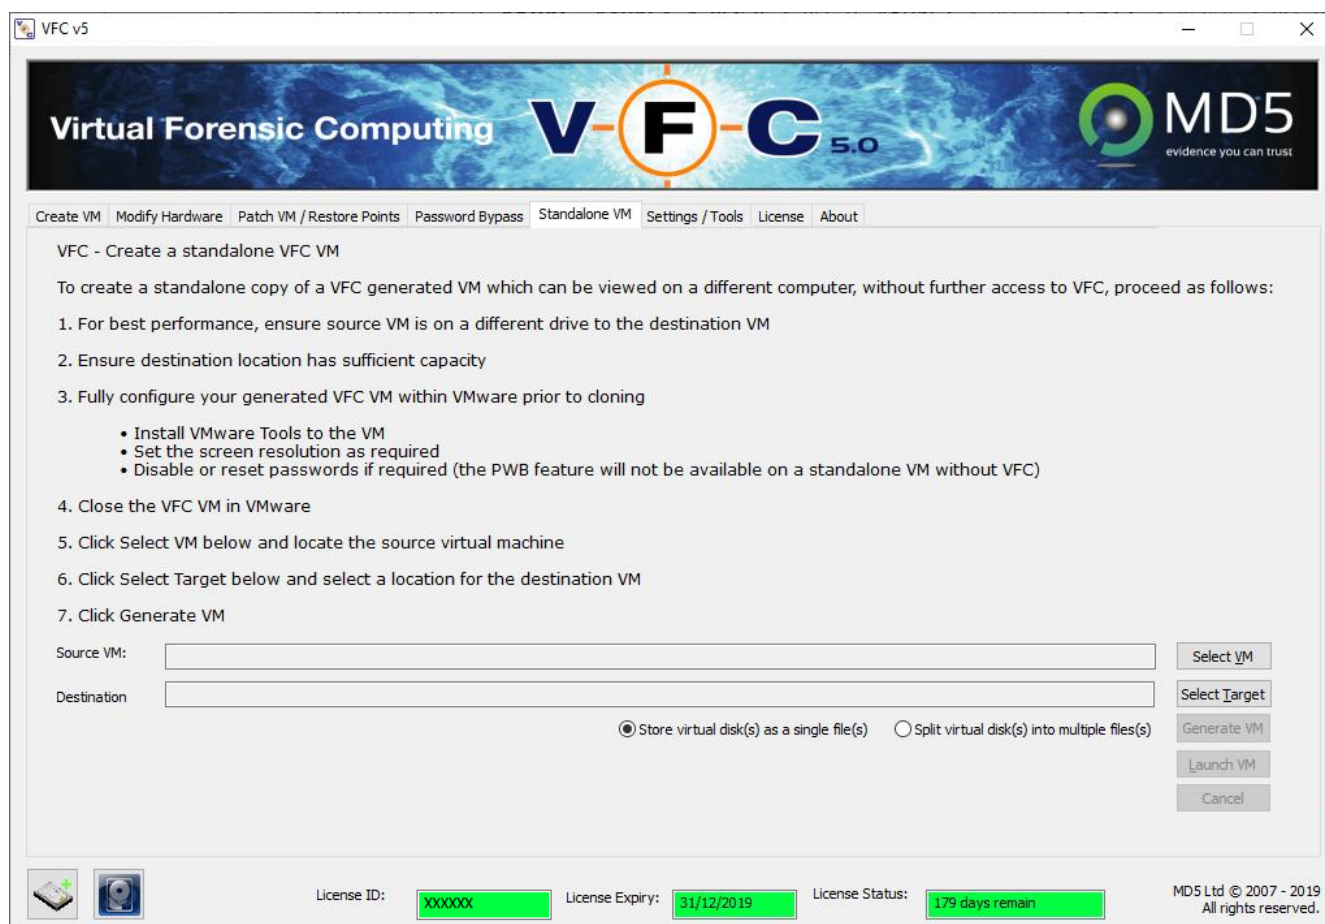 VFC v5
Virtual Forensic Computing
V-F-C 5.0
MD5
evidence you can trust
Create VM Modify Hardware Patch VM / Restore Points Password Bypass Standalone VM Settings / Tools License About
VFC - Create a standalone VFC VM
To create a standalone copy of a VFC generated VM which can be viewed on a different computer, without further access to VFC, proceed as follows:
1. For best performance, ensure source VM is on a different drive to the destination VM
2. Ensure destination location has sufficient capacity
3. Fully configure your generated VFC VM within VMware prior to cloning
• Install VMware Tools to the VM
• Set the screen resolution as required
• Disable or reset passwords if required (the PWB feature will not be available on a standalone VM without VFC)
4. Close the VFC VM in VMware
5. Click Select VM below and locate the source virtual machine
6. Click Select Target below and select a location for the destination VM
7. Click Generate VM
Source VM: Select VM
Destination Select Target
Store virtual disk(s) as a single file(s) Split virtual disk(s) into multiple files(s) Generate VM
Launch VM
Cancel
License ID: XXXXXX License Expiry: 31/12/2019 License Status: 179 days remain
MD5 Ltd © 2007 - 2019
All rights reserved.